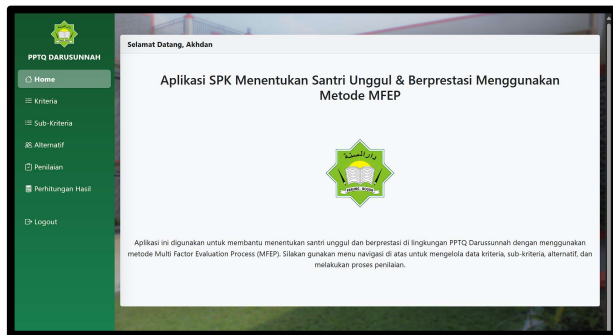 PPTQ DARUSUNNAH
Home
Kriteria
Sub-Kriteria
Alternatif
Penilaian
Perhitungan Hasil
Logout
Selamat Datang, Akhdan
Aplikasi SPK Menentukan Santri Unggul & Berprestasi Menggunakan
Metode MFEP
دار السنة
Aplikasi ini digunakan untuk membantu menentukan santri unggul dan berprestasi di lingkungan PPTQ Darussunnah dengan menggunakan
metode Multi Factor Evaluation Process (MFEP). Silakan gunakan menu navigasi di atas untuk mengelola data kriteria, sub-kriteria, alternatif, dan
melakukan proses penilaian.